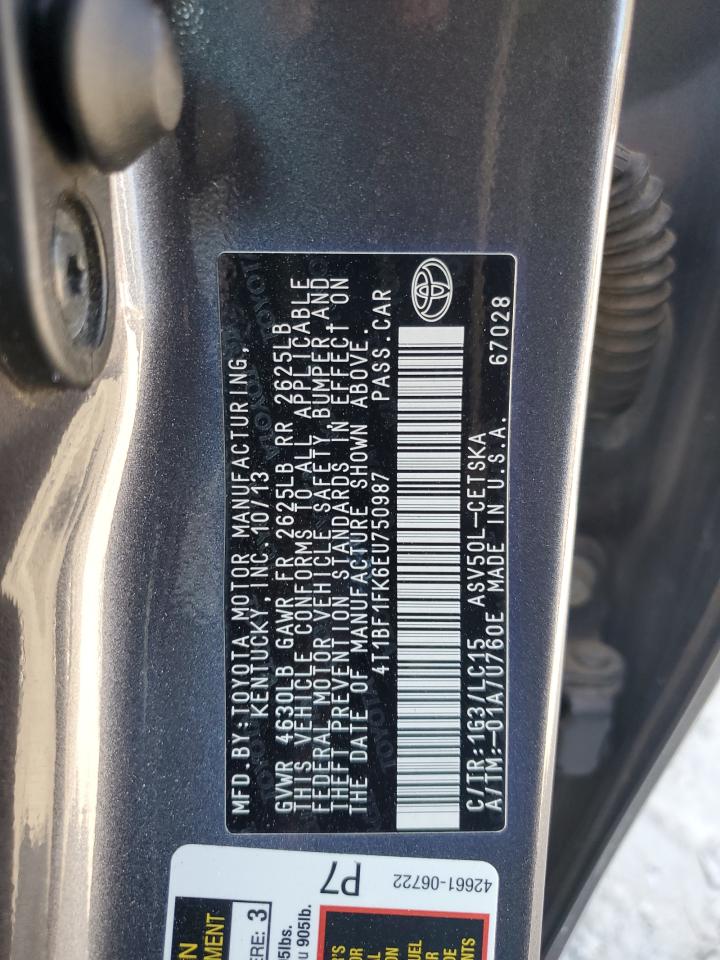 MFD.BY:TOYOTA MOTOR MANUFACTURING,
KENTUCKY INC. 10/13
GVWR 4630LB GAWR FR 2625LB RR 2625LB
THIS VEHICLE CONFORMS TO ALL APPLICABLE
FEDERAL MOTOR VEHICLE SAFETY, BUMPER AND
THEFT PREVENTION STANDARDS IN EFFECT ON
THE DATE OF MANUFACTURE SHOWN ABOVE.
4T1BF1FK6EU750987 PASS.CAR
C/TR:1G3/LC15 ASV50L-CETSKA
A/TM:-01A/U760E MADE IN U.S.A. 67028
P7
42661-06722
3
905lb.